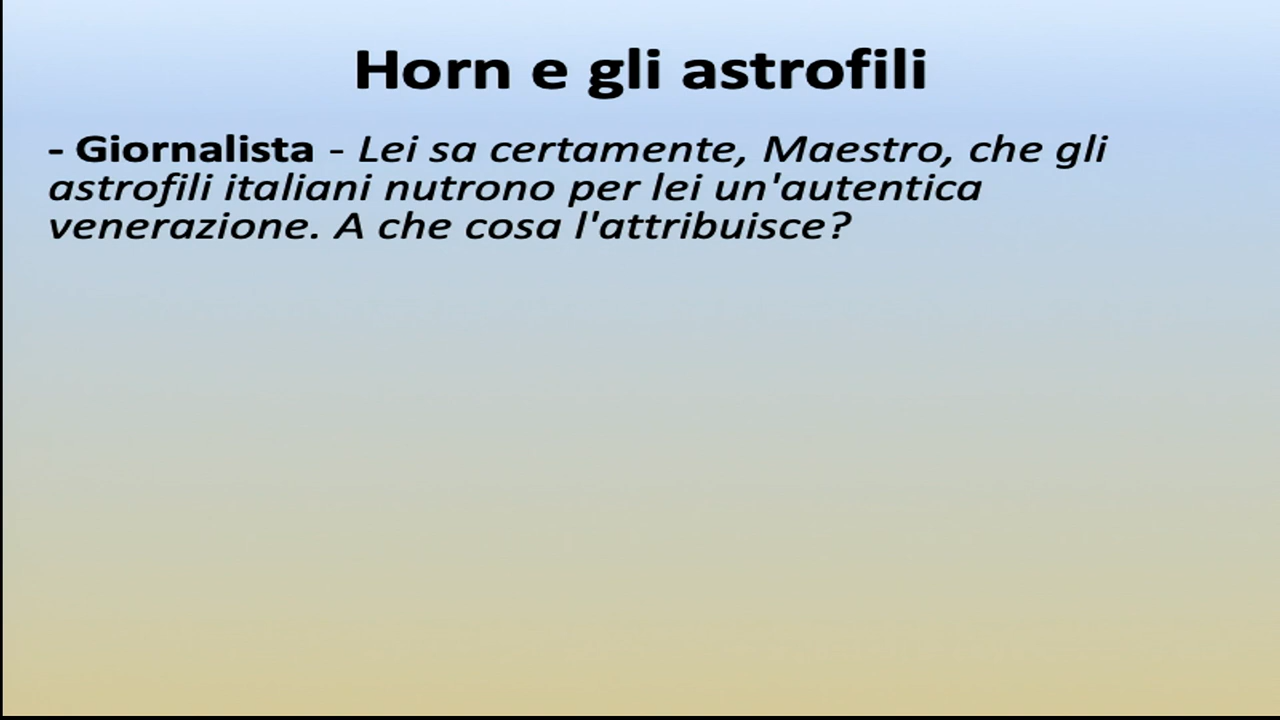 Horn e gli astrofili
- Giornalista - Lei sa certamente, Maestro, che gli
astrofili italiani nutrono per lei un'autentica
venerazione. A che cosa l'attribuisce?